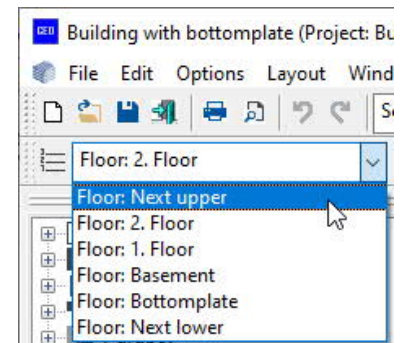 GEO Building with bottomplate (Project: Bu
File Edit Options Layout Wind
S
Floor: 2. Floor
Floor: Next upper
Floor: 2. Floor
Floor: 1. Floor
Floor: Basement
Floor: Bottomplate
Floor: Next lower